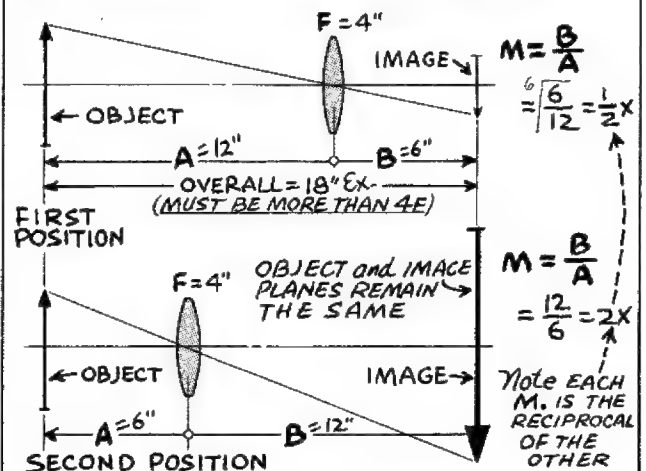 F = 4"
IMAGE
M = B/A
OBJECT
= 6/12 = 1/2 x
A = 12"
B = 6"
OVERALL = 18" EX.
(MUST BE MORE THAN 4F)
FIRST
POSITION
F = 4"
OBJECT and IMAGE
PLANES REMAIN
THE SAME
M = B/A
= 12/6 = 2x
OBJECT
IMAGE
Note EACH
M. IS THE
RECIPROCAL
OF THE
OTHER
A = 6"
B = 12"
SECOND POSITION